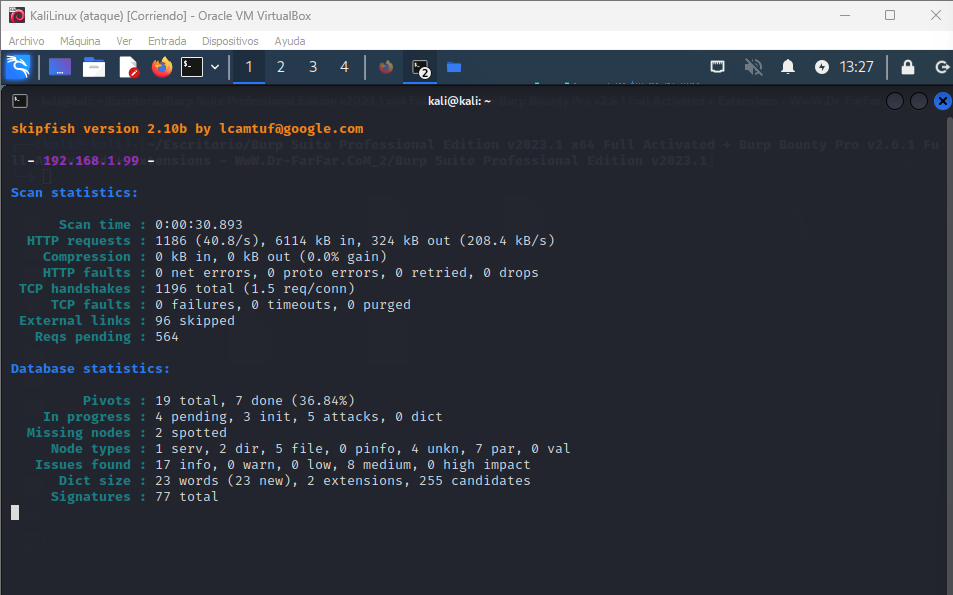 KaliLinux (ataque) [Corriendo] - Oracle VM VirtualBox
Archivo Máquina Ver Entrada Dispositivos Ayuda
1 2 3 4 2 13:27
kali@kali: ~
skipfish version 2.10b by lcamtuf@google.com
~/Escritorio/Burp Suite Professional Edition v2023.1 x64 Full Activated + Burp Bounty Pro v2.6.1 Fu
- 192.168.1.99 -
ensions - WwW.Dr-FarFar.CoM_2/Burp Suite Professional Edition v2023.1
Scan statistics:
Scan time : 0:00:30.893
HTTP requests : 1186 (40.8/s), 6114 kB in, 324 kB out (208.4 kB/s)
Compression : 0 kB in, 0 kB out (0.0% gain)
HTTP faults : 0 net errors, 0 proto errors, 0 retried, 0 drops
TCP handshakes : 1196 total (1.5 req/conn)
TCP faults : 0 failures, 0 timeouts, 0 purged
External links : 96 skipped
Reqs pending : 564
Database statistics:
Pivots : 19 total, 7 done (36.84%)
In progress : 4 pending, 3 init, 5 attacks, 0 dict
Missing nodes : 2 spotted
Node types : 1 serv, 2 dir, 5 file, 0 pinfo, 4 unkn, 7 par, 0 val
Issues found : 17 info, 0 warn, 0 low, 8 medium, 0 high impact
Dict size : 23 words (23 new), 2 extensions, 255 candidates
Signatures : 77 total